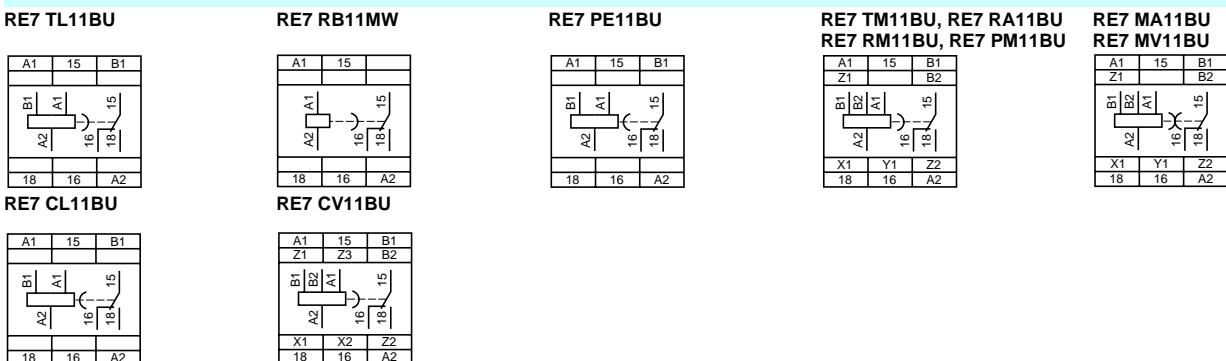 RE7 TL11BU
RE7 RB11MW
RE7 PE11BU
RE7 TM11BU, RE7 RA11BU
RE7 RM11BU, RE7 PM11BU
RE7 MA11BU
RE7 MV11BU
A1 15 B1
B1 A1 15
A2 16 18
18 16 A2
A1 15
A1 15
A2 16 18
18 16 A2
A1 15 B1
B1 A1 15
A2 16 18
18 16 A2
A1 15 B1
Z1 B2
B1 B2 A1 15
A2 16 18
X1 Y1 Z2
18 16 A2
A1 15 B1
Z1 B2
B1 B2 A1 15
A2 16 18
X1 Y1 Z2
18 16 A2
RE7 CL11BU
RE7 CV11BU
A1 15 B1
B1 A1 15
A2 16 18
18 16 A2
A1 15 B1
Z1 Z3 B2
B1 B2 A1 15
A2 16 18
X1 X2 Z2
18 16 A2